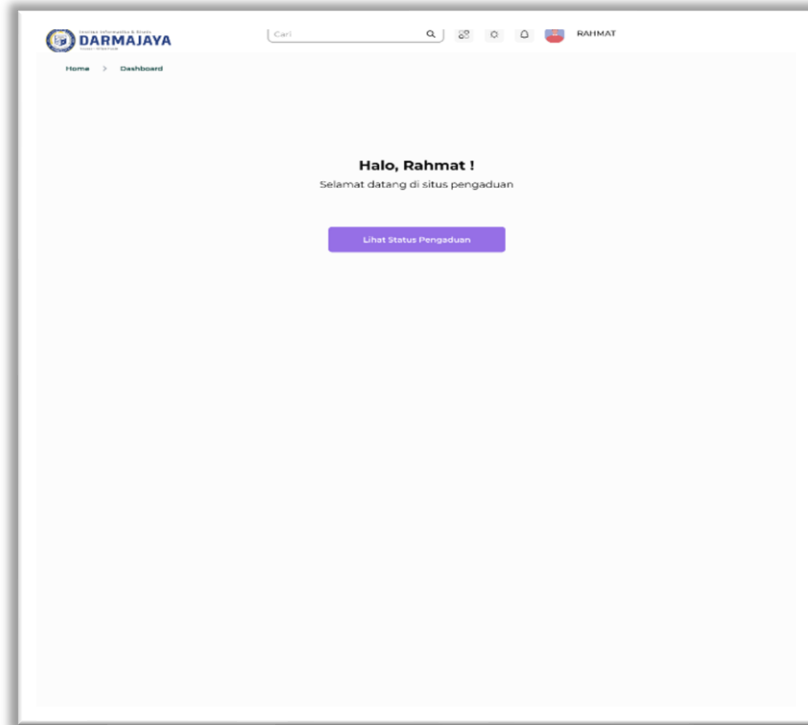 DARMAJAYA
Cari
RAHMAT
Home > Dashboard
Halo, Rahmat !
Selamat datang di situs pengaduan
Lihat Status Pengaduan